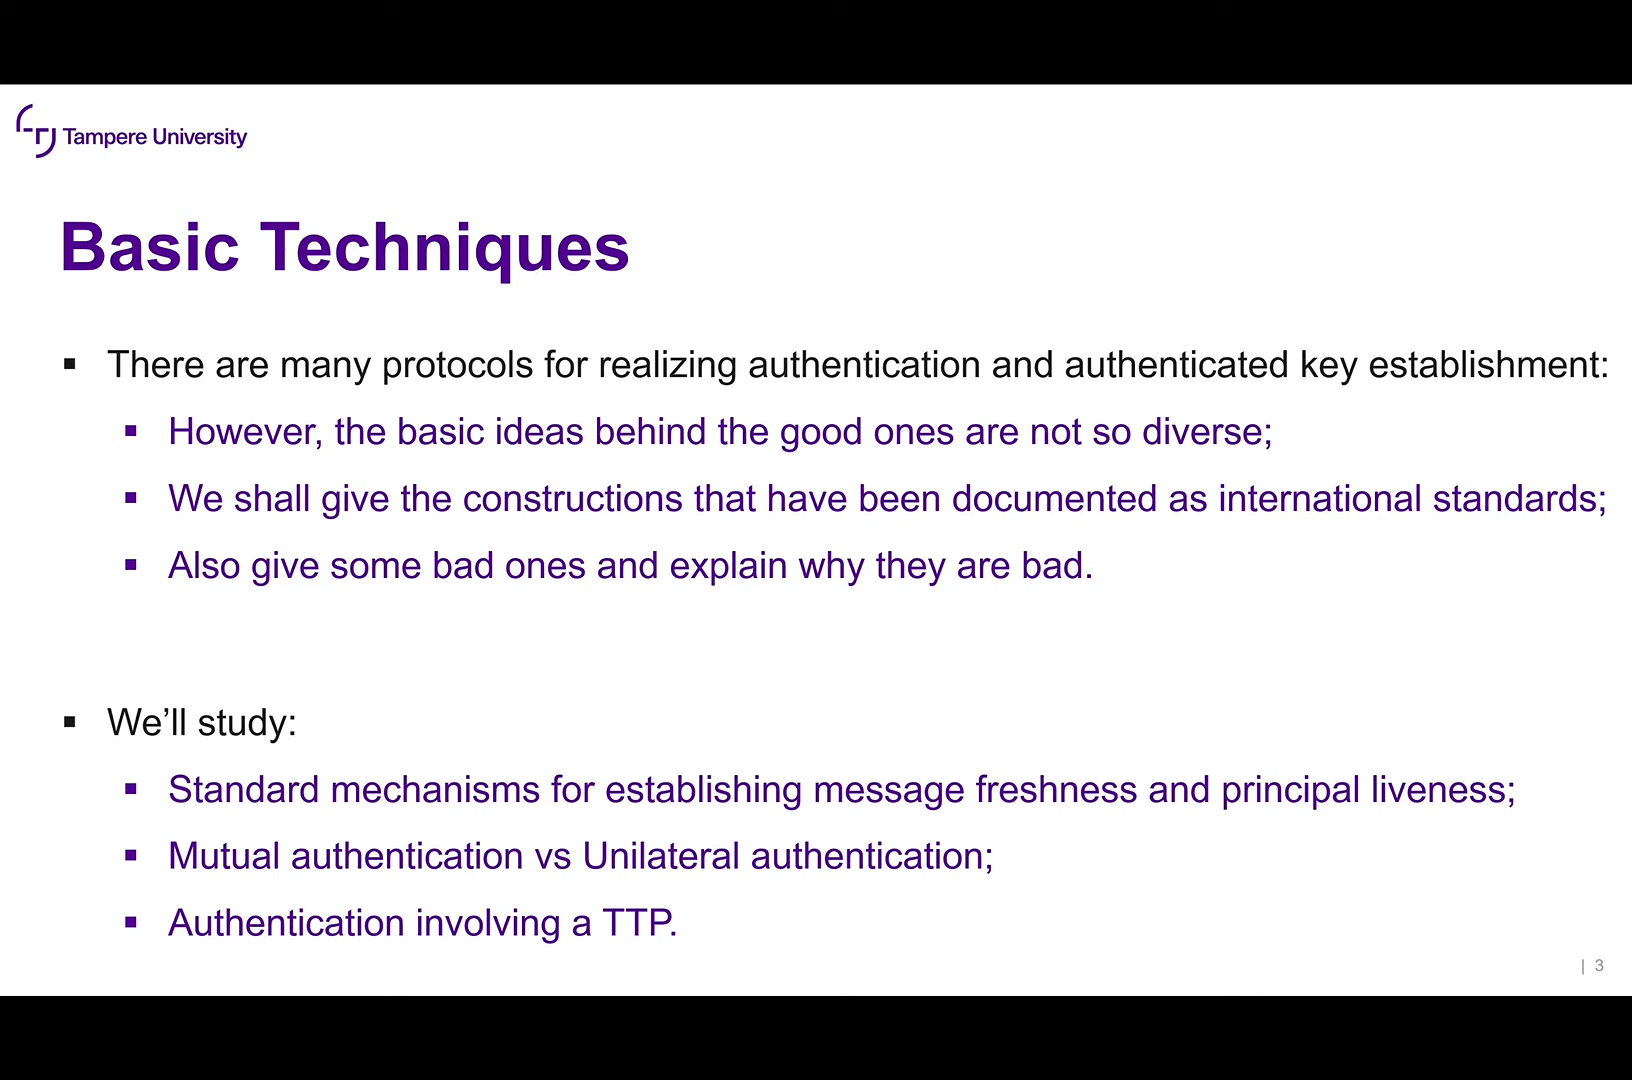 Tampere University
Basic Techniques
▪ There are many protocols for realizing authentication and authenticated key establishment:
▪ However, the basic ideas behind the good ones are not so diverse;
▪ We shall give the constructions that have been documented as international standards;
▪ Also give some bad ones and explain why they are bad.
▪ We’ll study:
▪ Standard mechanisms for establishing message freshness and principal liveness;
▪ Mutual authentication vs Unilateral authentication;
▪ Authentication involving a TTP.
| 3